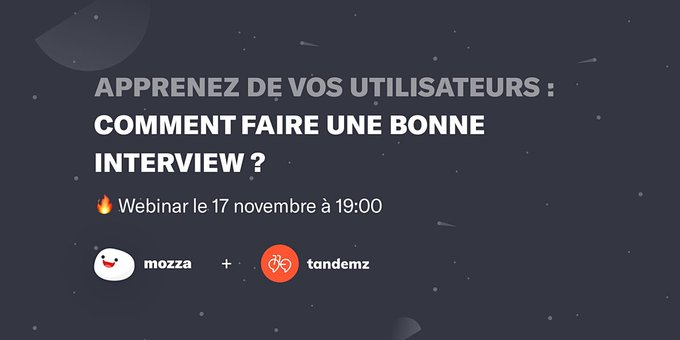 APPRENEZ DE VOS UTILISATEURS :
COMMENT FAIRE UNE BONNE
INTERVIEW ?
🔥 Webinar le 17 novembre à 19:00
mozza + tandemz